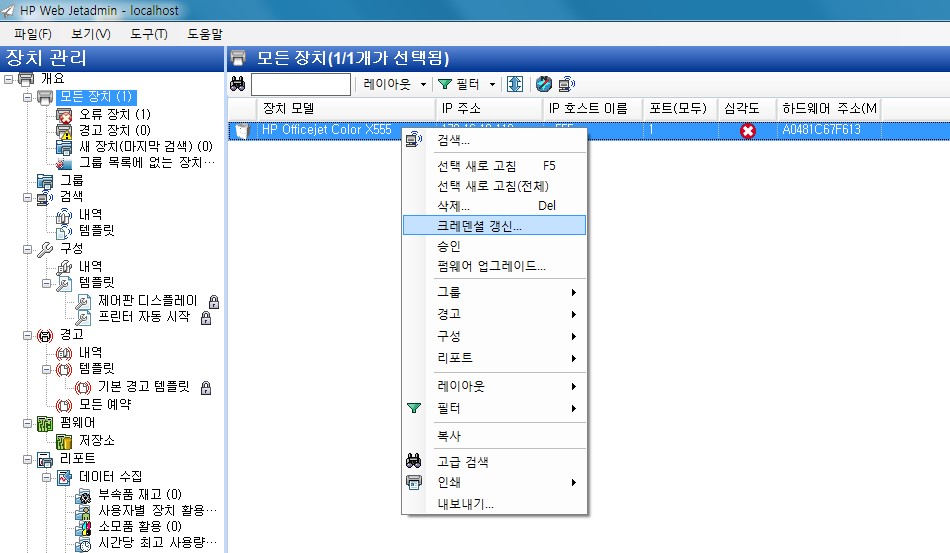 HP Web Jetadmin - localhost
파일(F) 보기(V) 도구(T) 도움말
장치 관리
개요
모든 장치 (1)
오류 장치 (1)
경고 장치 (0)
새 장치(마지막 검색) (0)
그룹 목록에 없는 장치...
그룹
검색
내역
템플릿
구성
내역
템플릿
제어판 디스플레이
프린터 자동 시작
경고
내역
템플릿
기본 경고 템플릿
모든 예약
펌웨어
저장소
리포트
데이터 수집
부속품 재고 (0)
사용자별 장치 활용...
소모품 활용 (0)
시간당 최고 사용량...
모든 장치(1/1개가 선택됨)
레이아웃 필터
장치 모델 IP 주소 IP 호스트 이름 포트(모두) 심각도 하드웨어 주소(M
HP Officejet Color X555 1 A0481C67F613
검색...
선택 새로 고침 F5
선택 새로 고침(전체)
삭제... Del
크레덴셜 갱신...
승인
펌웨어 업그레이드...
그룹
경고
구성
리포트
레이아웃
필터
복사
고급 검색
인쇄
내보내기...